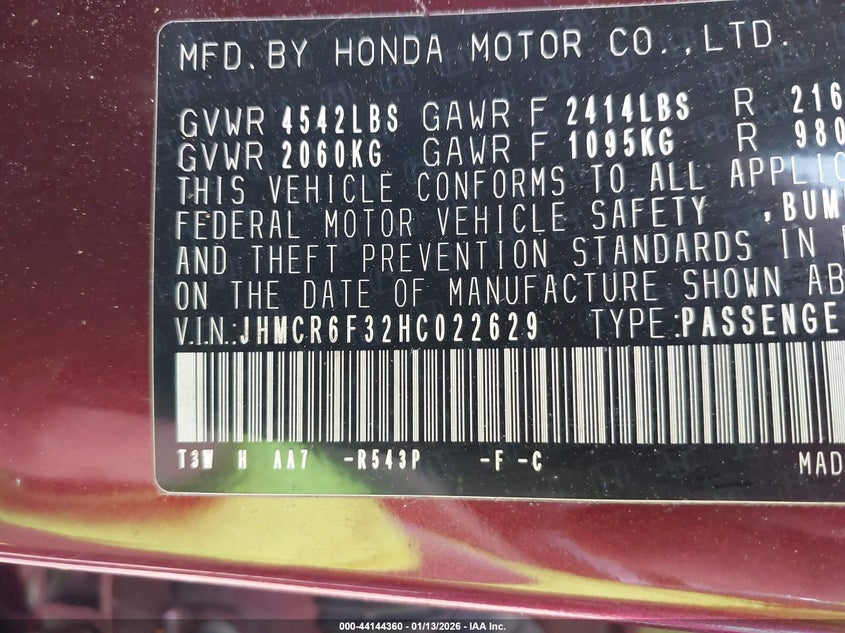 MFD. BY HONDA MOTOR CO., LTD.
GVWR 4542LBS GAWR F 2414LBS R 216
GVWR 2060KG GAWR F 1095KG R 980
THIS VEHICLE CONFORMS TO ALL APPLIC
FEDERAL MOTOR VEHICLE SAFETY ,BUM
AND THEFT PREVENTION STANDARDS IN
ON THE DATE OF MANUFACTURE SHOWN AB
V.I.N.:JHMCR6F32HC022629 TYPE:PASSENGE
T3W H AA7 -R543P -F-C MAD
000-44144360 - 01/13/2026 - IAA Inc.